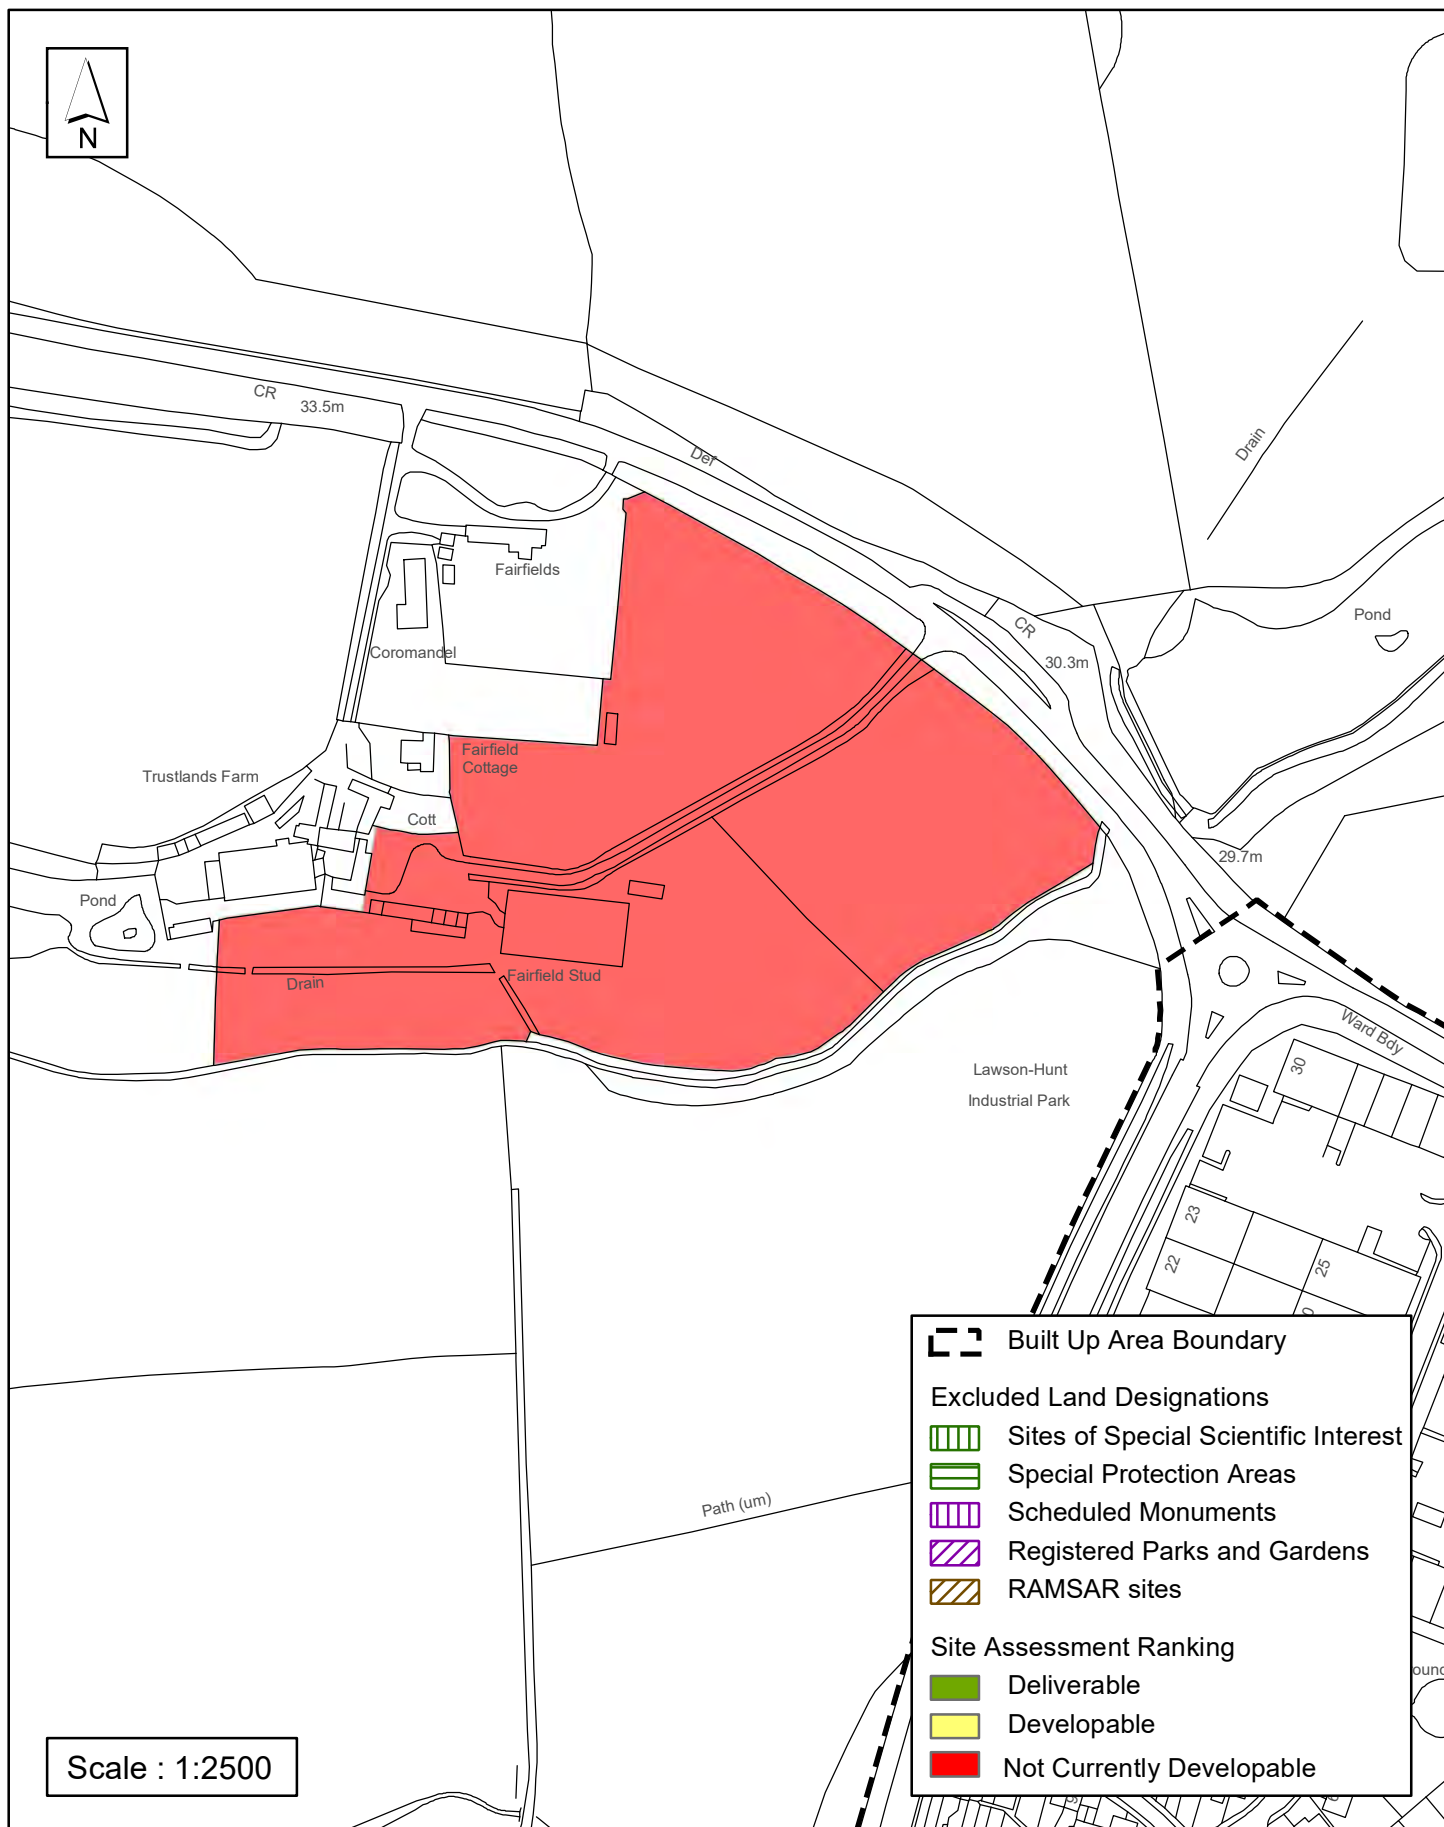 N
CR
33.5m
Def
Drain
Fairfields
Coromandel
CR
30.3m
Pond
Fairfield
Cottage
Trustlands Farm
Cott
29.7m
Pond
Drain
Fairfield Stud
Ward Bdy
Lawson-Hunt
Industrial Park
30
23
22
25
Path (um)
Built Up Area Boundary
Excluded Land Designations
Sites of Special Scientific Interest
Special Protection Areas
Scheduled Monuments
Registered Parks and Gardens
RAMSAR sites
Site Assessment Ranking
Deliverable
Developable
Not Currently Developable
Scale : 1:2500